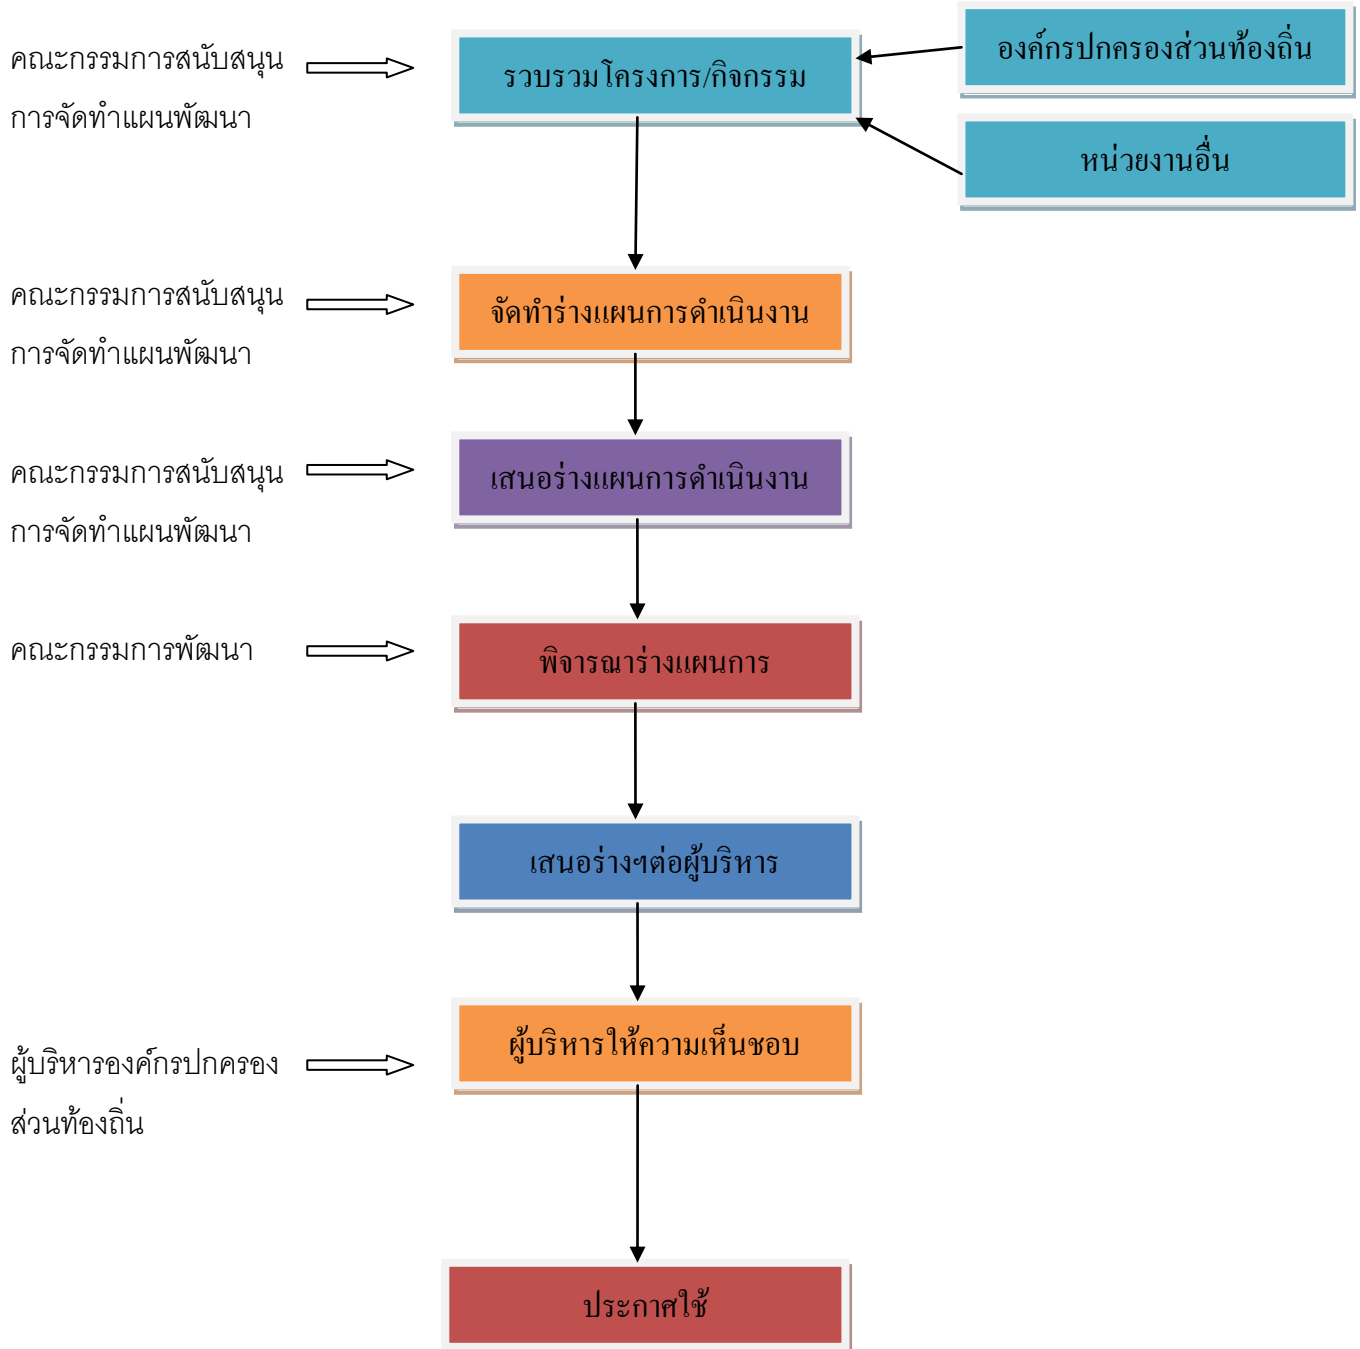 คณะกรรมการสนับสนุน
การจัดทำแผนพัฒนา
รวบรวมโครงการ/กิจกรรม
องค์กรปกครองส่วนท้องถิ่น
หน่วยงานอื่น
คณะกรรมการสนับสนุน
การจัดทำแผนพัฒนา
จัดทำร่างแผนการดำเนินงาน
คณะกรรมการสนับสนุน
การจัดทำแผนพัฒนา
เสนอร่างแผนการดำเนินงาน
คณะกรรมการพัฒนา
พิจารณาร่างแผนการ
เสนอร่างฯต่อผู้บริหาร
ผู้บริหารองค์กรปกครอง
ส่วนท้องถิ่น
ผู้บริหารให้ความเห็นชอบ
ประกาศใช้